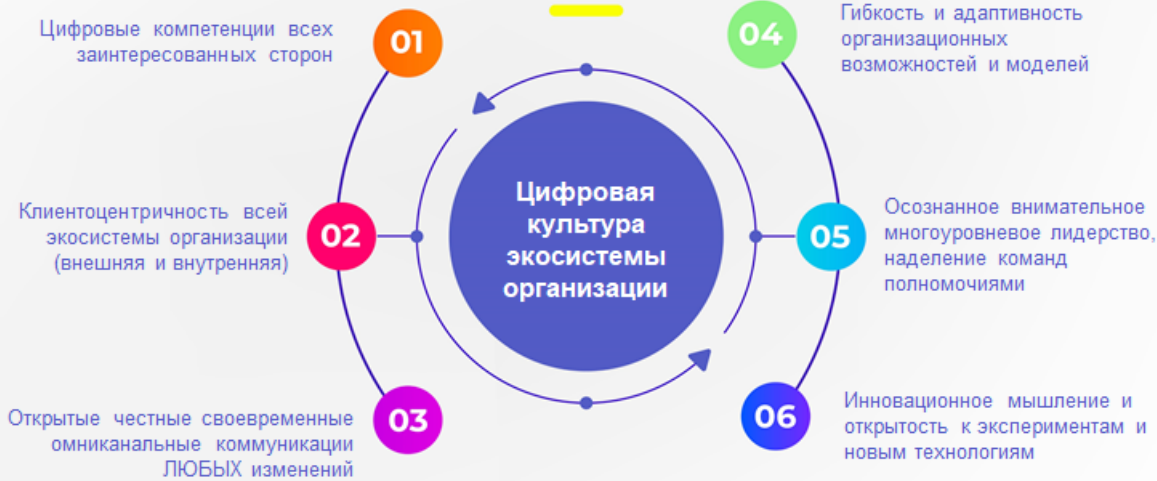 01
Цифровые компетенции всех
заинтересованных сторон
02
Клиентоцентричность всей
экосистемы организации
(внешняя и внутренняя)
03
Открытые честные своевременные
омниканальные коммуникации
ЛЮБЫХ изменений
Цифровая
культура
экосистемы
организации
04
Гибкость и адаптивность
организационных
возможностей и моделей
05
Осознанное внимательное
многоуровневое лидерство,
наделение команд
полномочиями
06
Инновационное мышление и
открытость к экспериментам и
новым технологиям